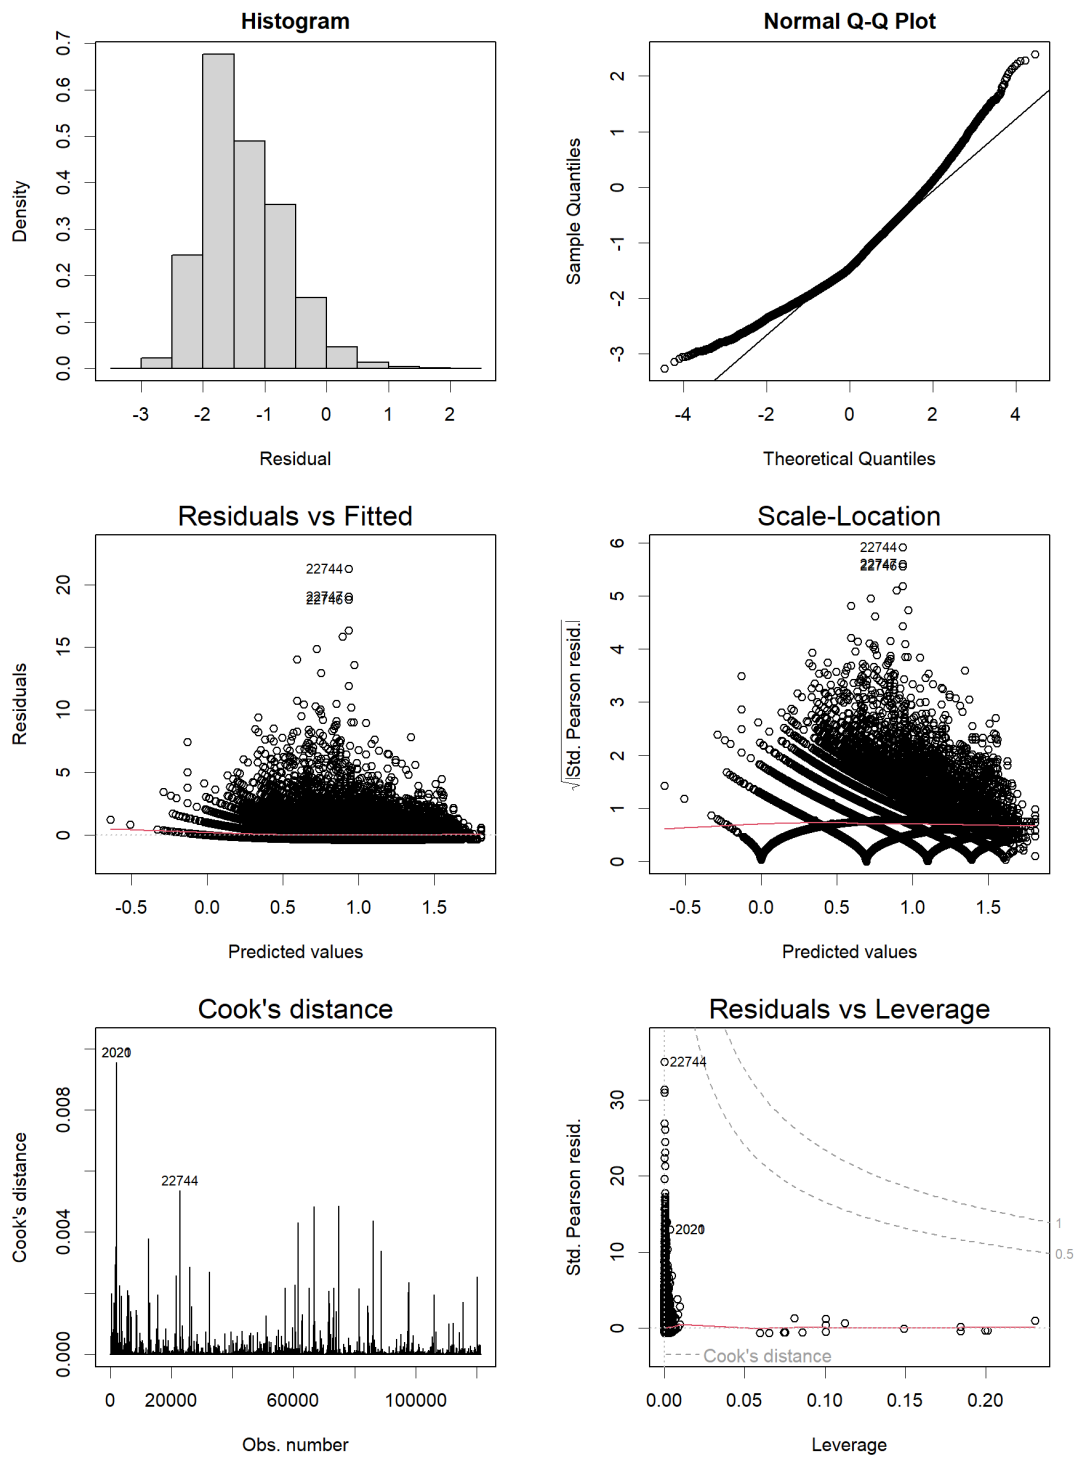 Histogram
Density
0.0 0.1 0.2 0.3 0.4 0.5 0.6 0.7
-3 -2 -1 0 1 2
Residual
Normal Q-Q Plot
Sample Quantiles
-3 -2 -1 0 1 2
-4 -2 0 2 4
Theoretical Quantiles
Residuals vs Fitted
Residuals
0 5 10 15 20
22744
22747
22746
-0.5 0.0 0.5 1.0 1.5
Predicted values
Scale-Location
√|Std. Pearson resid.|
0 1 2 3 4 5 6
22744
22747
22746
-0.5 0.0 0.5 1.0 1.5
Predicted values
Cook's distance
Cook's distance
0.000 0.004 0.008
22744
0 20000 60000 100000
Obs. number
Residuals vs Leverage
Std. Pearson resid.
0 10 20 30
22744
1
0.5
Cook's distance
0.00 0.05 0.10 0.15 0.20
Leverage